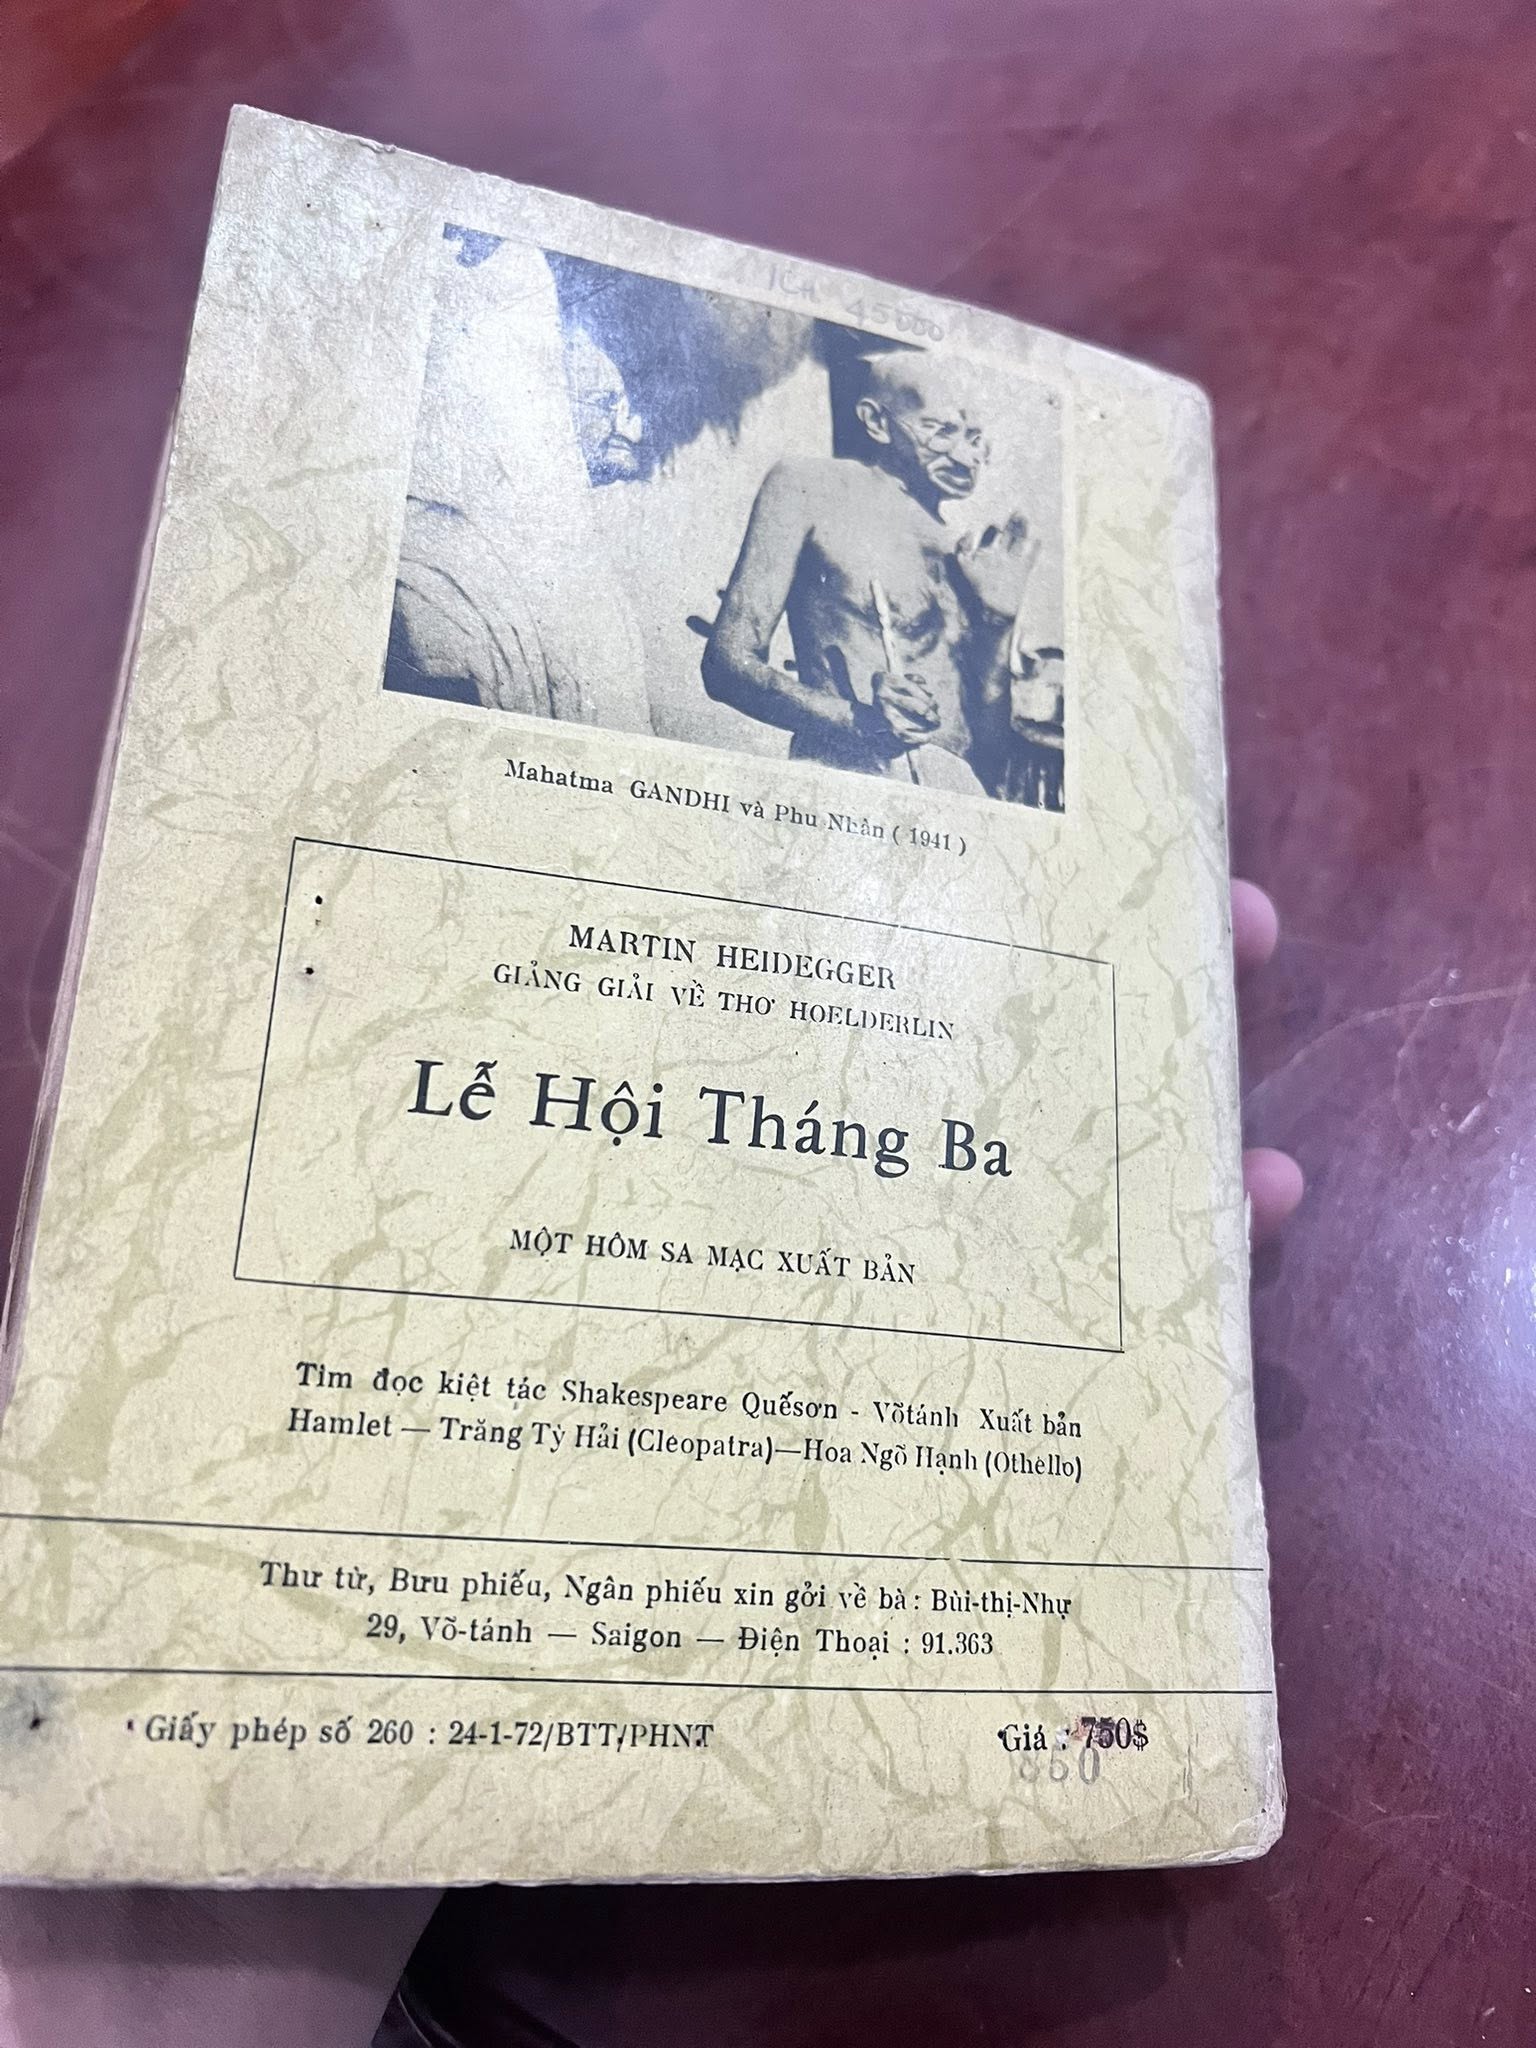 ICH 45000
Mahatma GANDHI và Phu Nhân ( 1941 )
MARTIN HEIDEGGER
GIẢNG GIẢI VỀ THƠ HOELDERLIN
Lễ Hội Tháng Ba
MỘT HÔM SA MẠC XUẤT BẢN
Tìm đọc kiệt tác Shakespeare Quếsơn - Võtánh Xuất bản
Hamlet — Trăng Tỳ Hải (Cléopatra)—Hoa Ngõ Hạnh (Othello)
Thư từ, Bưu phiếu, Ngân phiếu xin gởi về bà : Bùi-thị-Nhự
29, Võ-tánh — Saigon — Điện Thoại : 91.363
Giấy phép số 260 : 24-1-72/BTT/PHNT
Giá : 750$